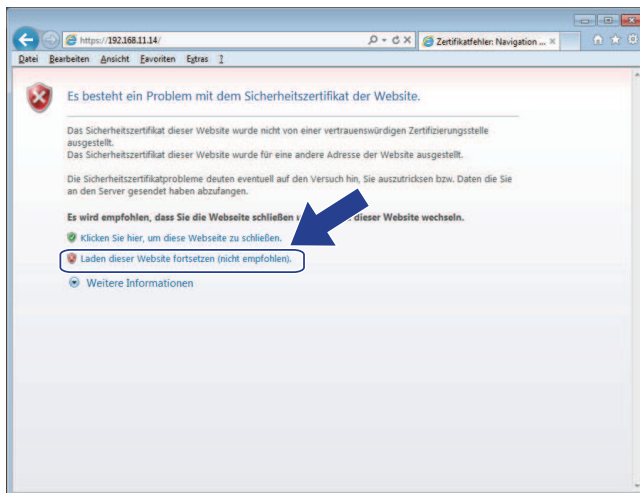 https://192.168.11.14/
Zertifikatfehler: Navigation ...
Datei Bearbeiten Ansicht Favoriten Extras ?
Es besteht ein Problem mit dem Sicherheitszertifikat der Website.
Das Sicherheitszertifikat dieser Website wurde nicht von einer vertrauenswürdigen Zertifizierungsstelle
ausgestellt.
Das Sicherheitszertifikat dieser Website wurde für eine andere Adresse der Website ausgestellt.
Die Sicherheitszertifikatprobleme deuten eventuell auf den Versuch hin, Sie auszutricksen bzw. Daten die Sie
an den Server gesendet haben abzufangen.
Es wird empfohlen, dass Sie die Webseite schließen dieser Website wechseln.
Klicken Sie hier, um diese Webseite zu schließen.
Laden dieser Website fortsetzen (nicht empfohlen).
Weitere Informationen